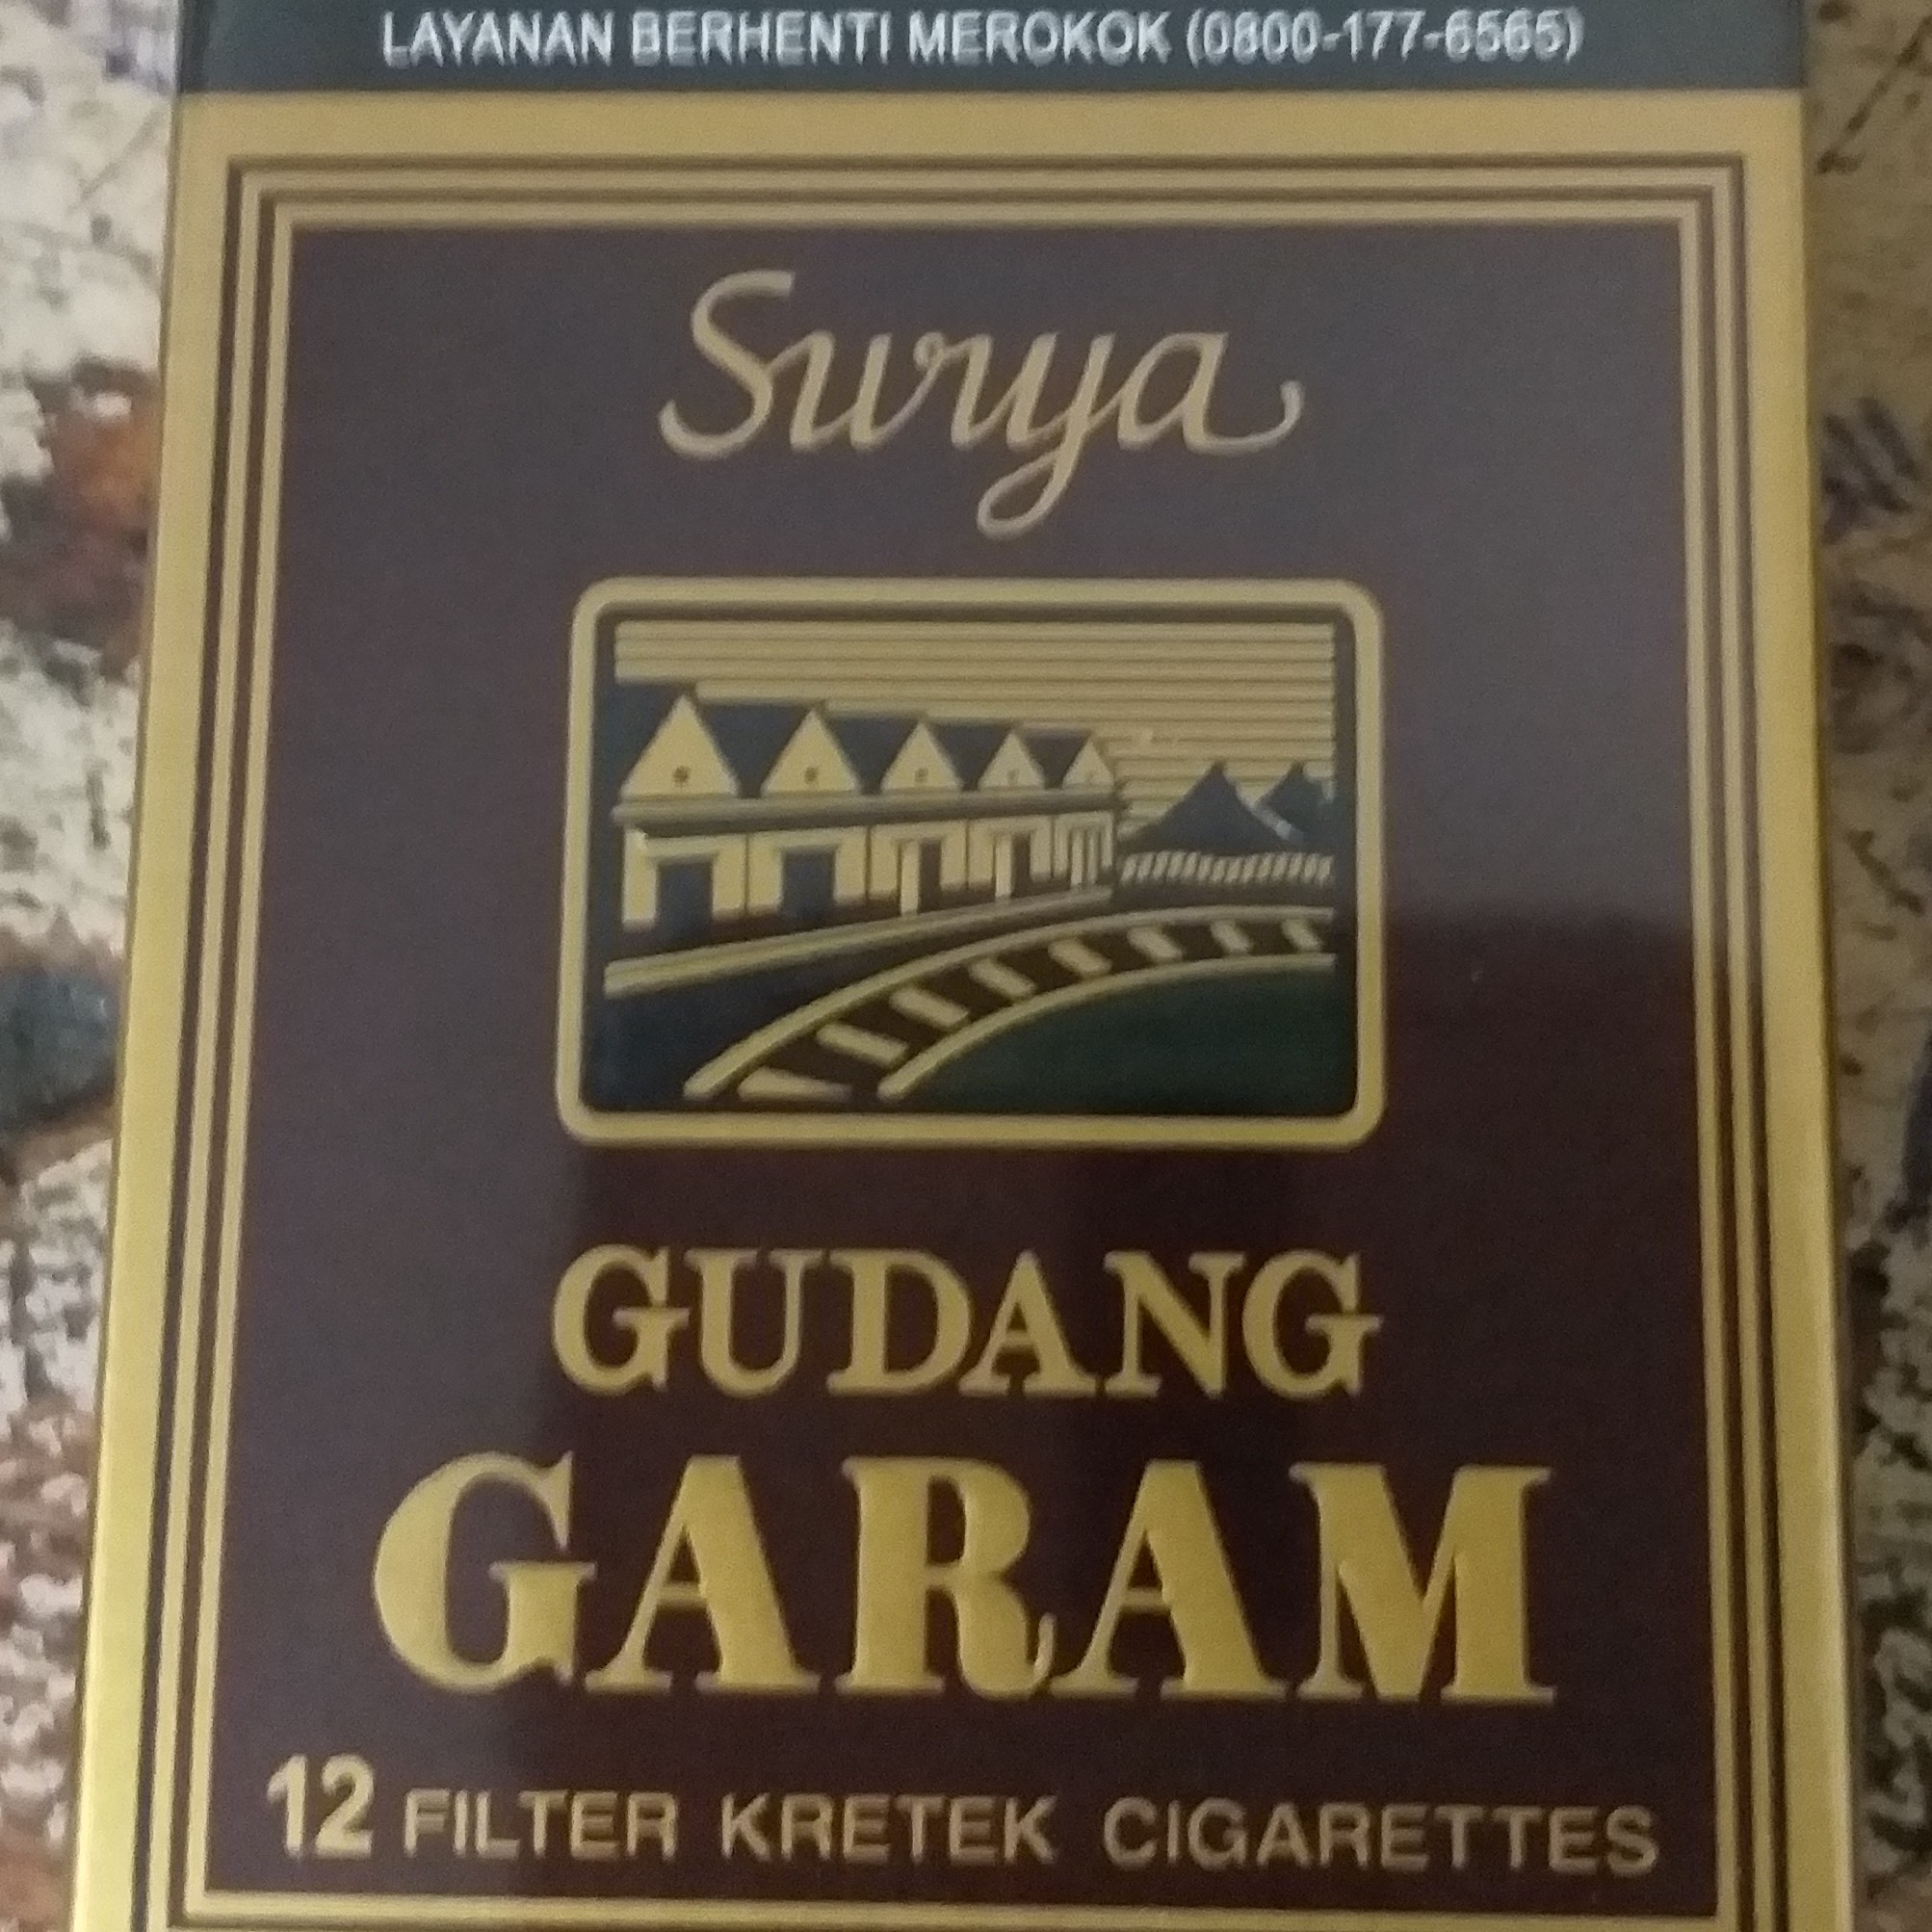 LAYANAN BERHENTI MEROKOK (0800-177-6565)
Surya
GUDANG
GARAM
12 FILTER KRETEK CIGARETTES